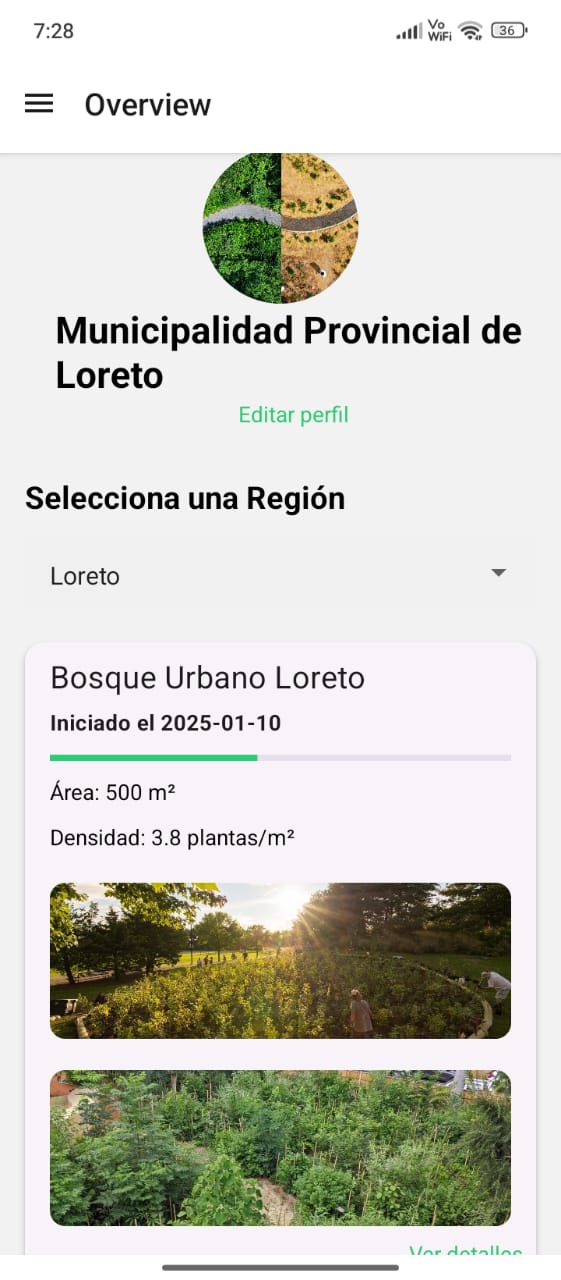 7:28
Vo
WiFi
36
Overview
Municipalidad Provincial de
Loreto
Editar perfil
Selecciona una Región
Loreto
Bosque Urbano Loreto
Iniciado el 2025-01-10
Área: 500 m²
Densidad: 3.8 plantas/m²
Ver detalles